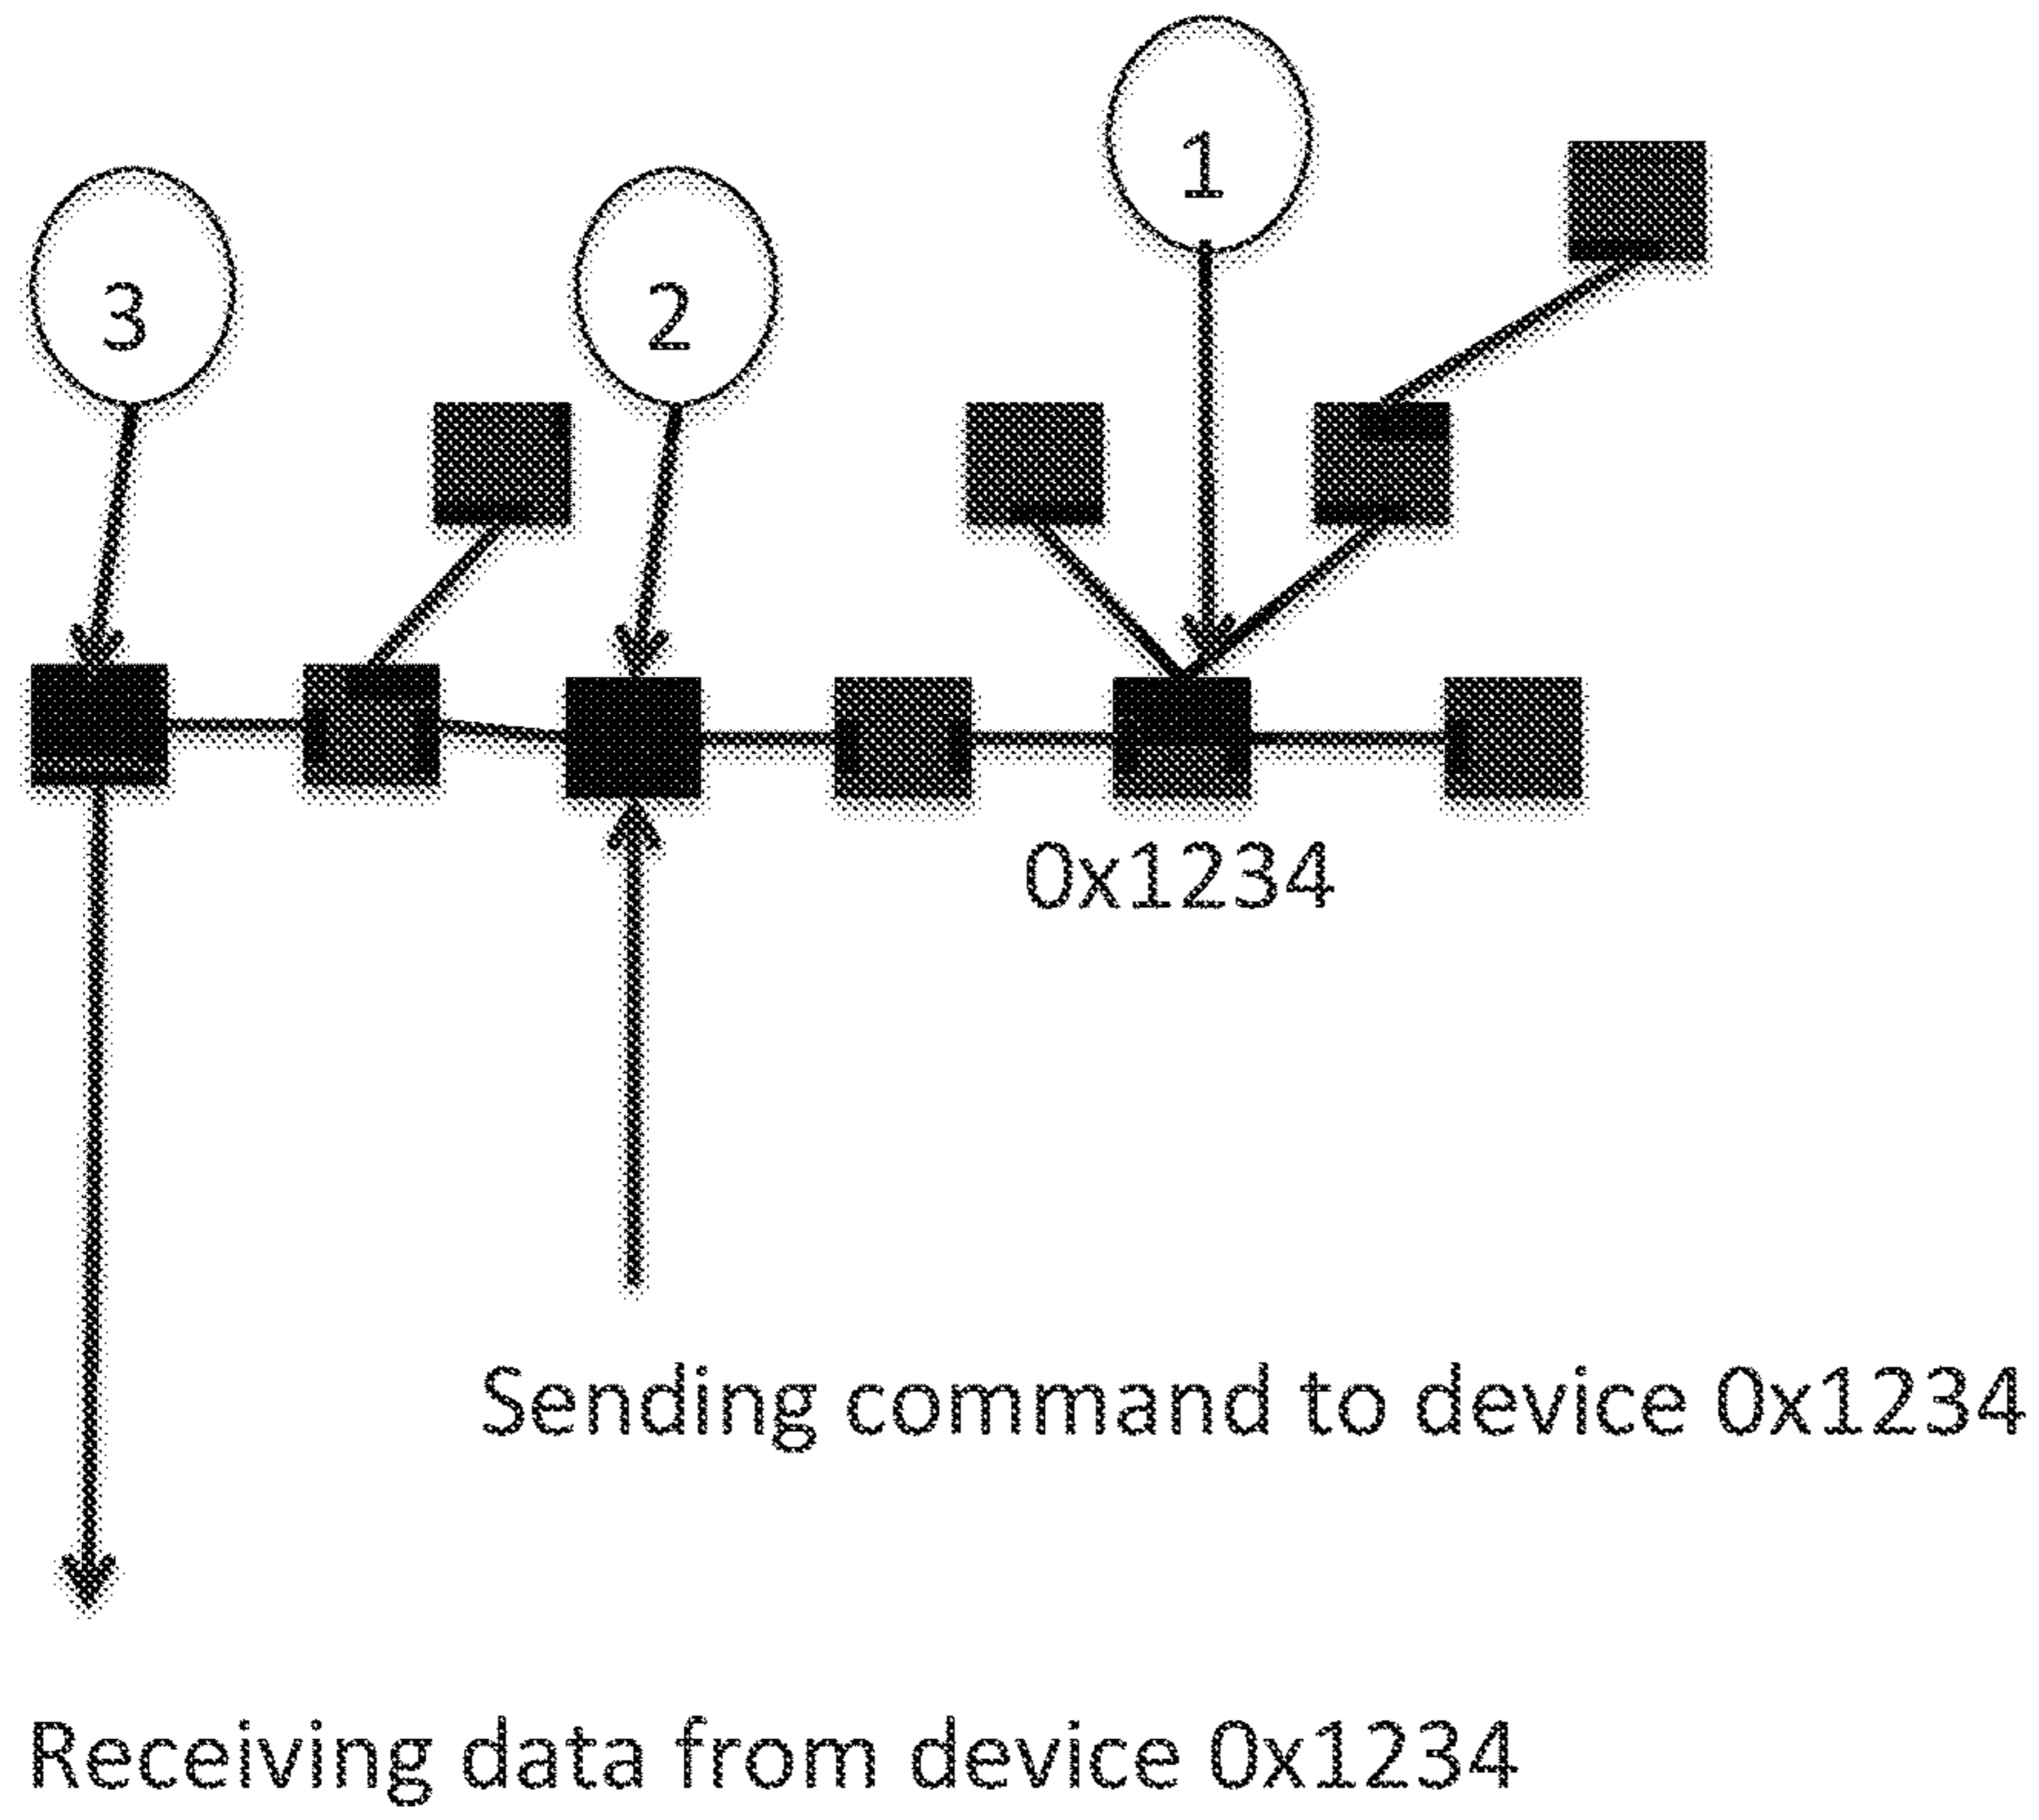 1
3
2
0x1234
Sending command to device 0x1234
Receiving data from device 0x1234